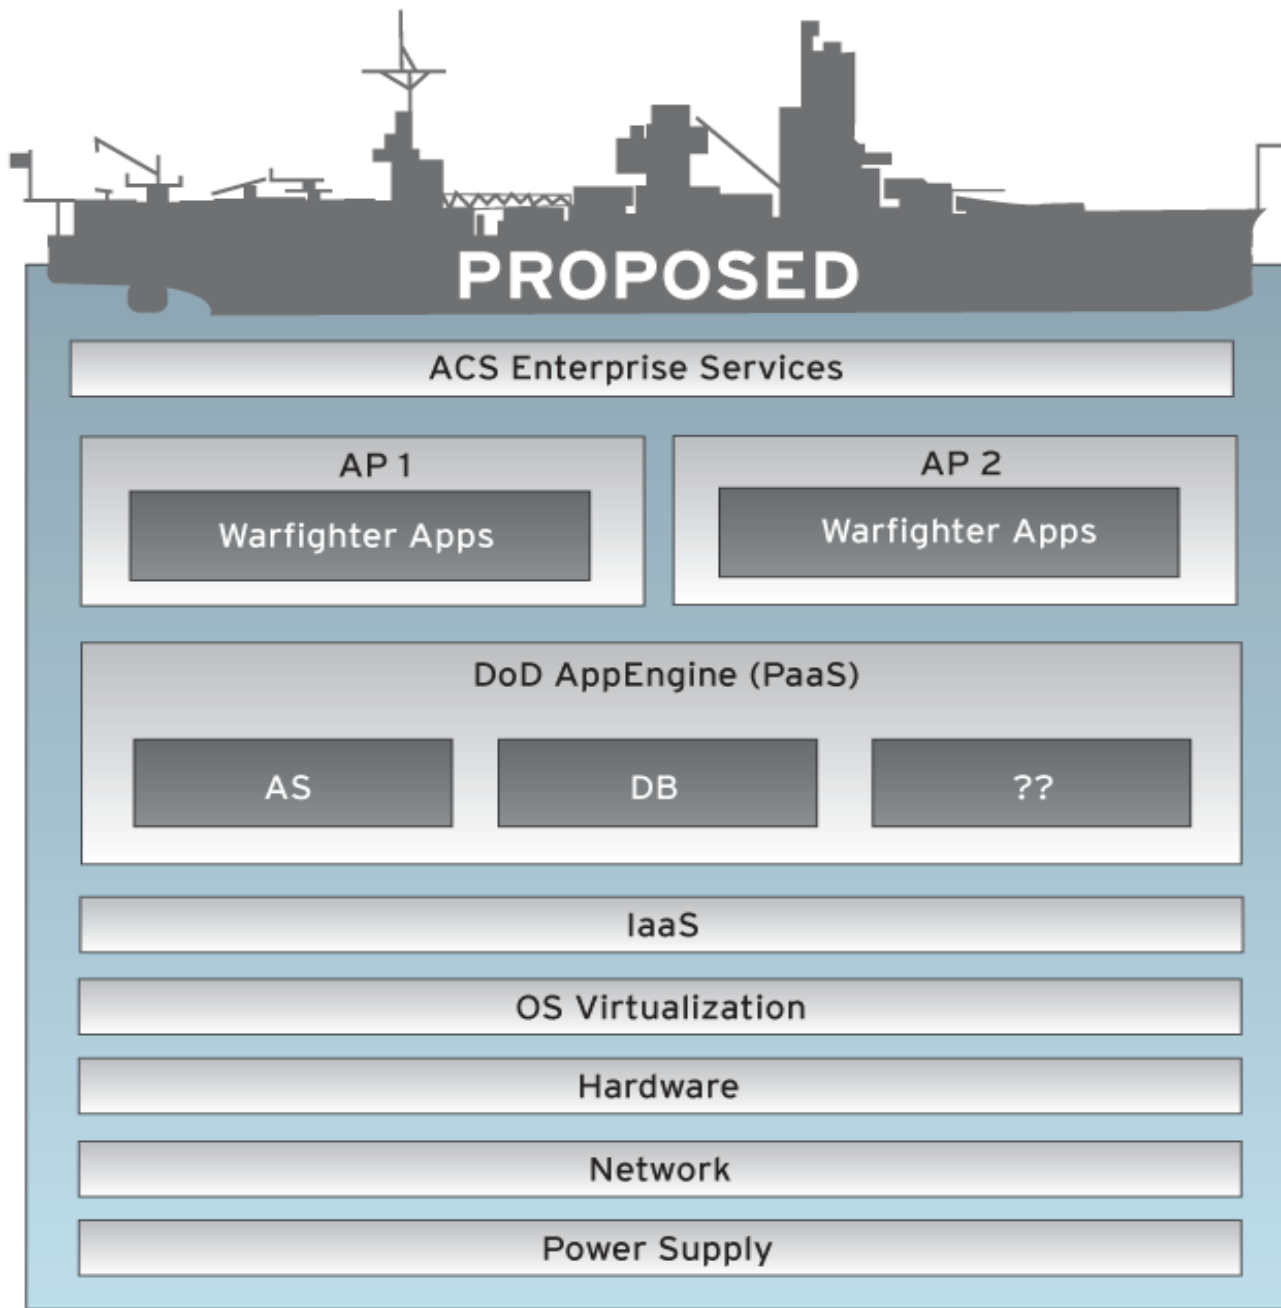 PROPOSED
ACS Enterprise Services
AP 1
Warfighter Apps
AP 2
Warfighter Apps
DoD AppEngine (PaaS)
AS
DB
??
IaaS
OS Virtualization
Hardware
Network
Power Supply